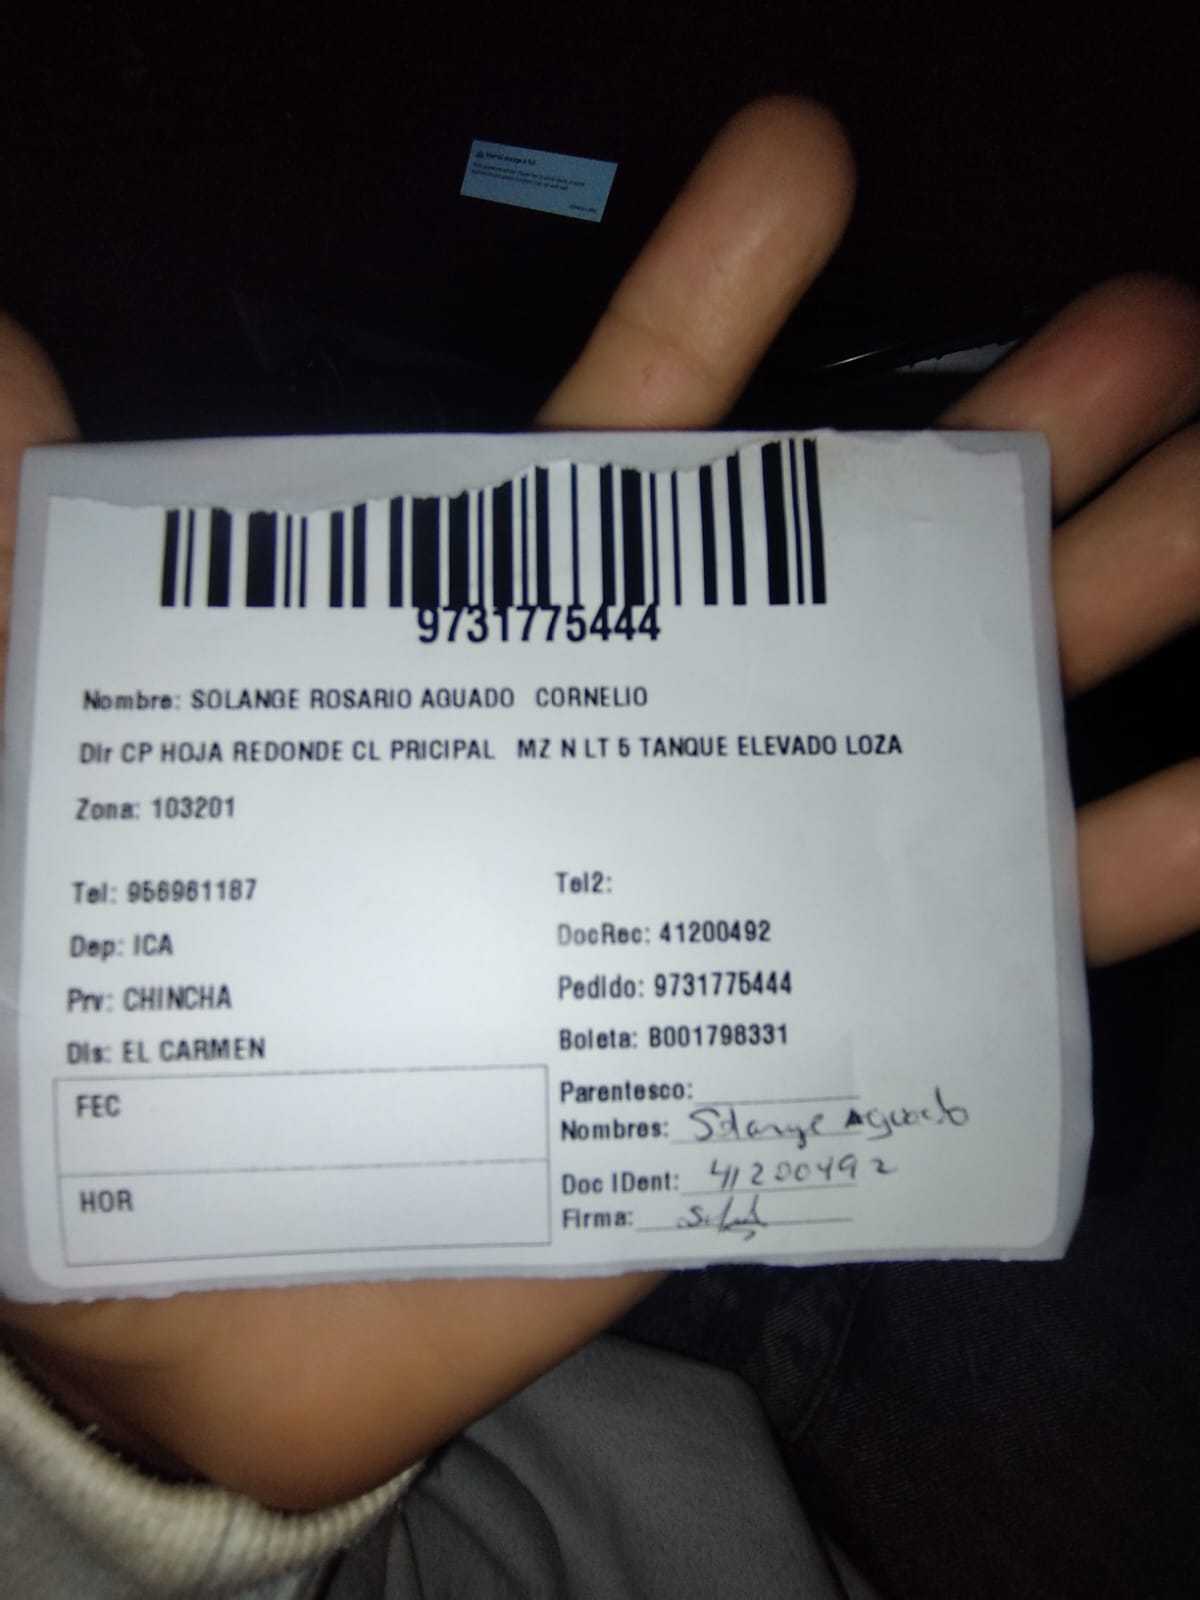 9731775444
Nombre: SOLANGE ROSARIO AGUADO CORNELIO
Dir CP HOJA REDONDE CL PRICIPAL MZ N LT 5 TANQUE ELEVADO LOZA
Zona: 103201
Tel: 956961187
Tel2:
Dep: ICA
DocRec: 41200492
Prv: CHINCHA
Pedido: 9731775444
Dis: EL CARMEN
Boleta: B001798331
FEC
Parentesco:
Nombres: Solange Aguado
HOR
Doc IDent: 41200492
Firma: